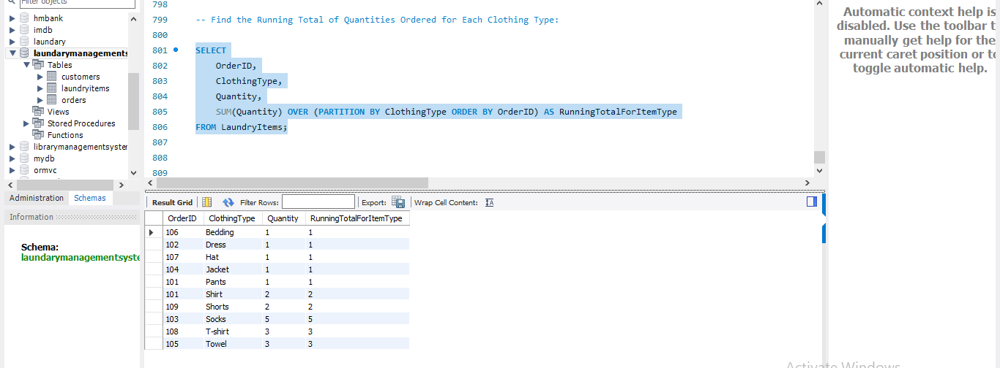 Filter objects
hmbank
imdb
laundary
laundarymanagements
Tables
customers
laundryitems
orders
Views
Stored Procedures
Functions
librarymanagementsyster
mydb
ormvc
Administration Schemas
Information
Schema:
laundarymanagementsyste
798
799 -- Find the Running Total of Quantities Ordered for Each Clothing Type:
800
801 SELECT
802 OrderID,
803 ClothingType,
804 Quantity,
805 SUM(Quantity) OVER (PARTITION BY ClothingType ORDER BY OrderID) AS RunningTotalForItemType
806 FROM LaundryItems;
807
808
809
Result Grid Filter Rows: Export: Wrap Cell Content:
OrderID ClothingType Quantity RunningTotalForItemType
106 Bedding 1 1
102 Dress 1 1
107 Hat 1 1
104 Jacket 1 1
101 Pants 1 1
101 Shirt 2 2
109 Shorts 2 2
103 Socks 5 5
108 T-shirt 3 3
105 Towel 3 3
Automatic context help is
disabled. Use the toolbar t
manually get help for the
current caret position or to
toggle automatic help.
Activate Windows